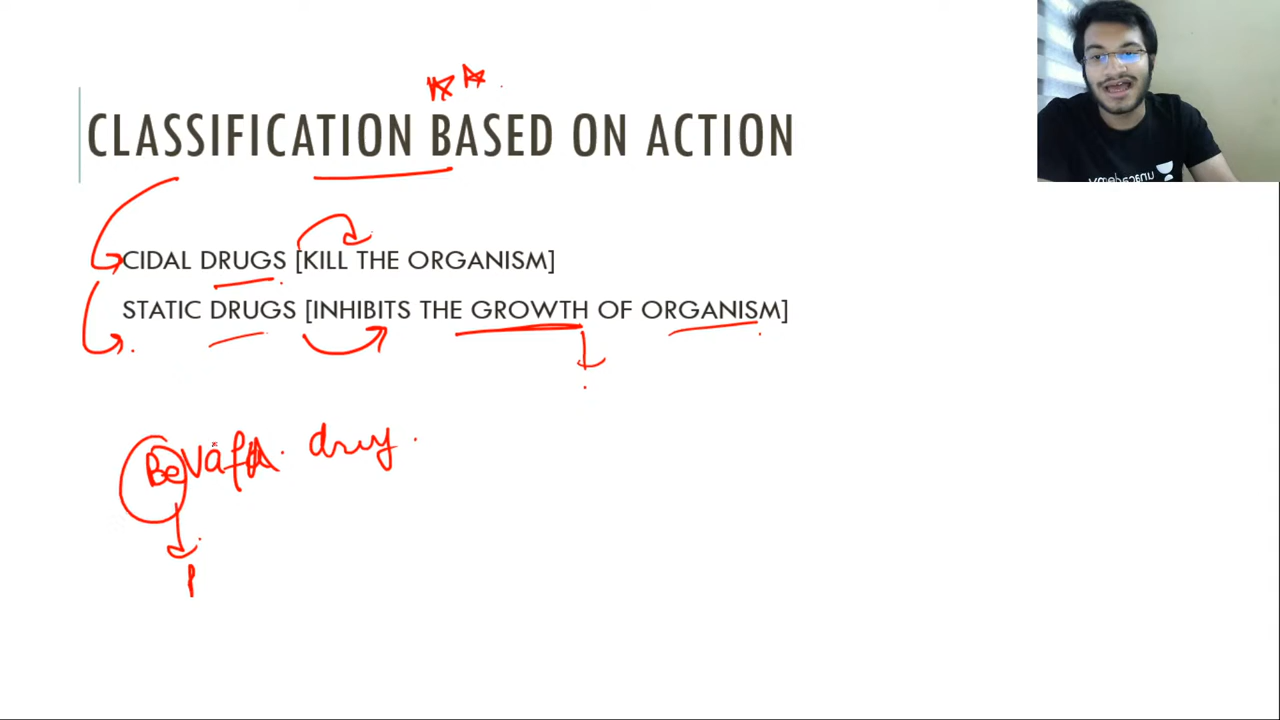 CLASSIFICATION BASED ON ACTION
CIDAL DRUGS [KILL THE ORGANISM]
STATIC DRUGS [INHIBITS THE GROWTH OF ORGANISM]
drug.